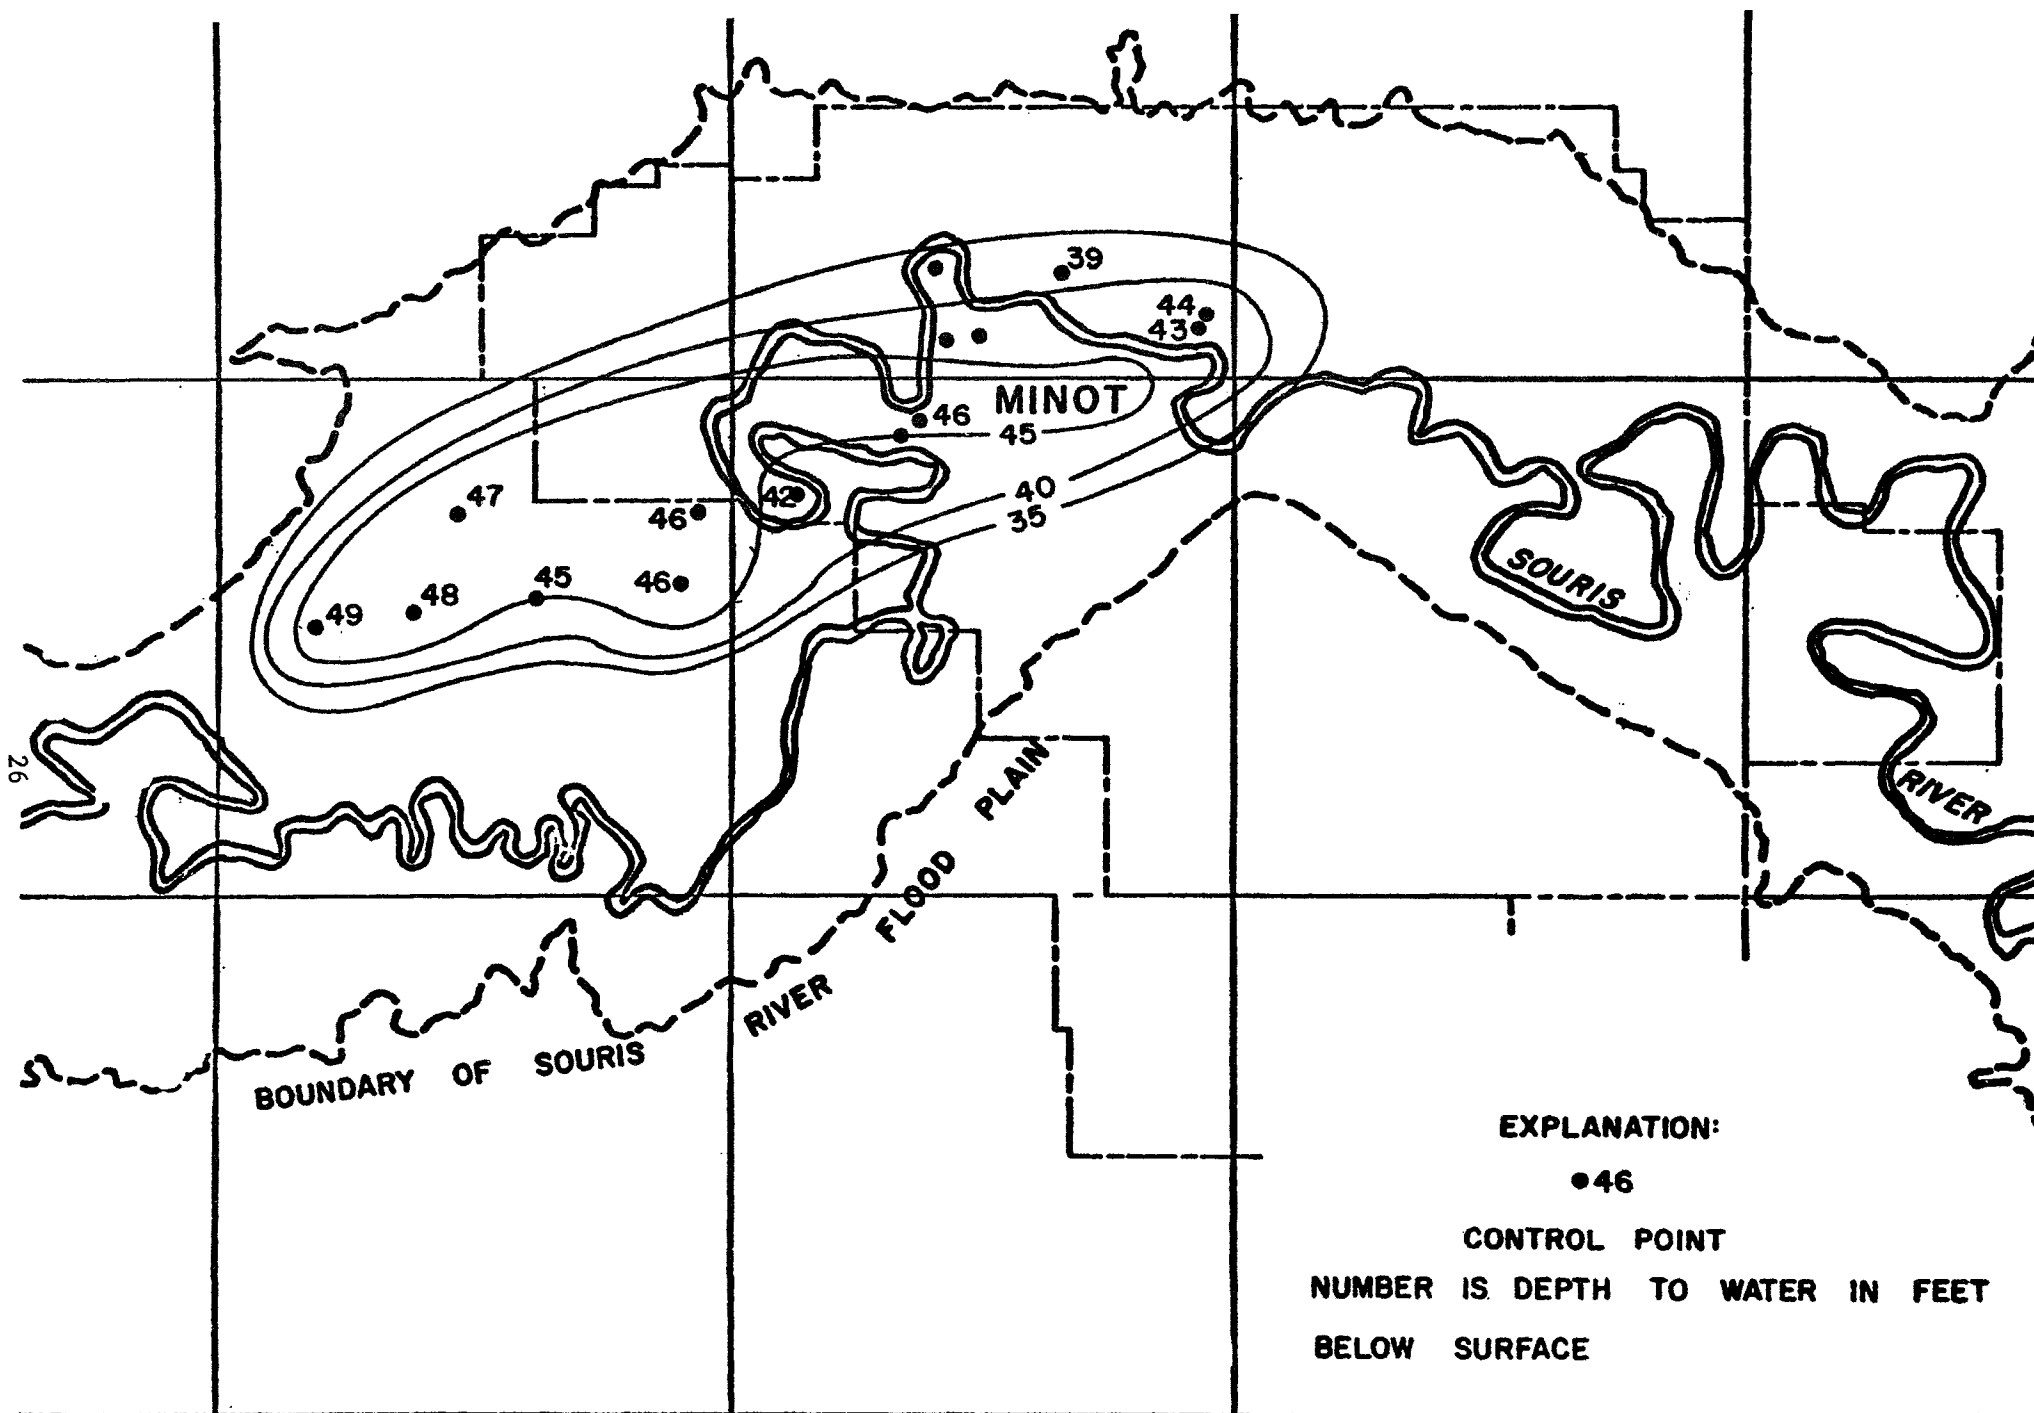 39
44
43
MINOT
46
45
47
42
46
40
35
45
46
48
49
SOURIS
26
RIVER
BOUNDARY OF SOURIS RIVER FLOOD PLAIN
EXPLANATION:
46
CONTROL POINT
NUMBER IS DEPTH TO WATER IN FEET
BELOW SURFACE